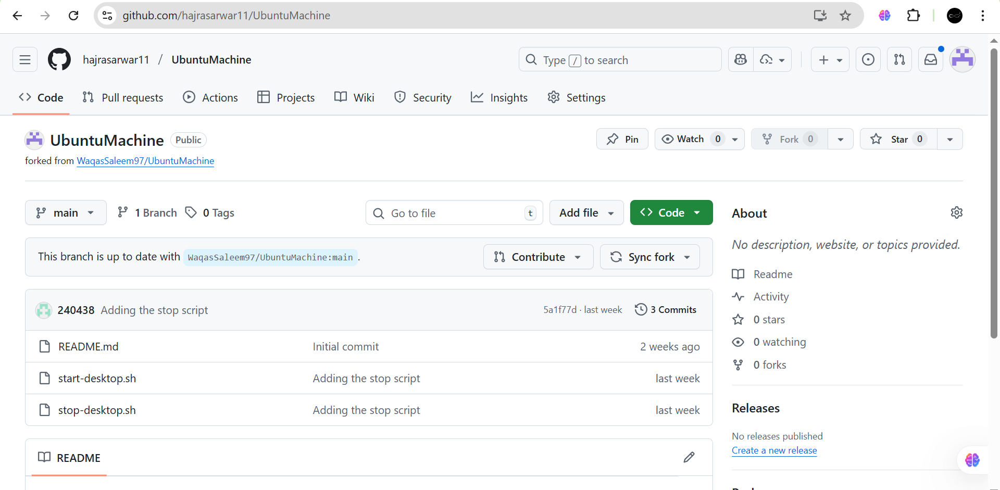 github.com/hajrasarwar11/UbuntuMachine
hajrasarwar11 / UbuntuMachine
Type / to search
Code Pull requests Actions Projects Wiki Security Insights Settings
UbuntuMachine Public
Pin Watch 0 Fork 0 Star 0
forked from WaqasSaleem97/UbuntuMachine
main 1 Branch 0 Tags Go to file t Add file Code
This branch is up to date with WaqasSaleem97/UbuntuMachine:main .
Contribute Sync fork
240438 Adding the stop script 5a1f77d · last week 3 Commits
README.md Initial commit 2 weeks ago
start-desktop.sh Adding the stop script last week
stop-desktop.sh Adding the stop script last week
README
About
No description, website, or topics provided.
Readme
Activity
0 stars
0 watching
0 forks
Releases
No releases published
Create a new release